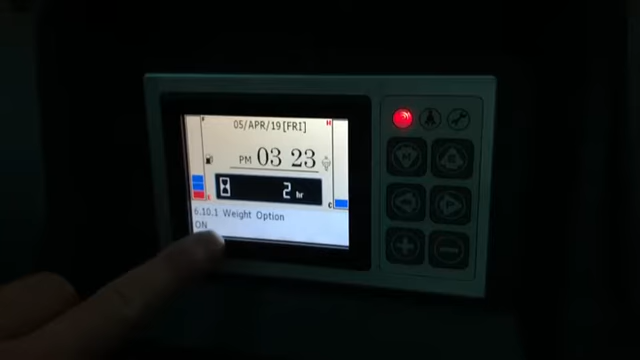 F
05/APR/19[FRI]
H
PM 03 23
2 hr
C
6.10.1 Weight Option
ON